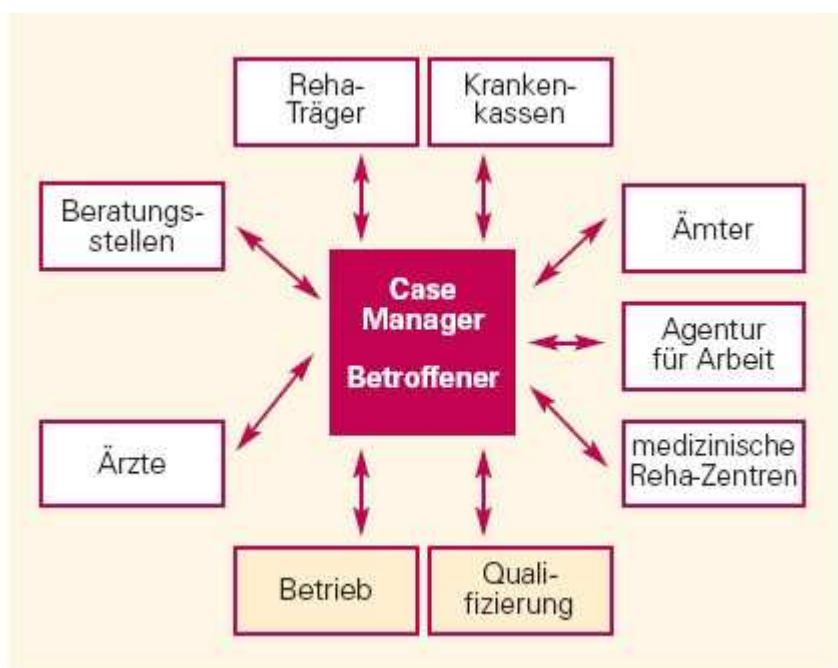 Reha-
Träger
Kranken-
kassen
Beratungs-
stellen
Ämter
Case
Manager
Betroffener
Agentur
für Arbeit
Ärzte
medizinische
Reha-Zentren
Betrieb
Quali-
fizierung